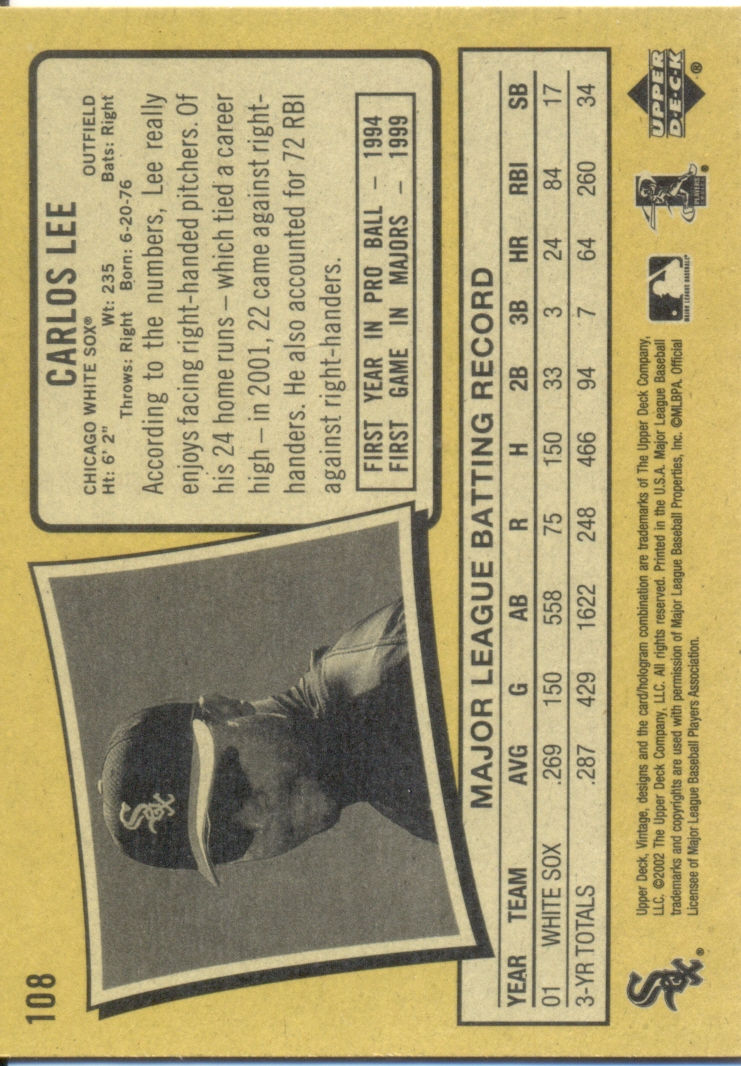 108
CARLOS LEE
CHICAGO WHITE SOX® OUTFIELD
Ht: 6' 2" Wt: 235 Bats: Right
Throws: Right Born: 6-20-76
According to the numbers, Lee really
enjoys facing right-handed pitchers. Of
his 24 home runs – which tied a career
high – in 2001, 22 came against right-
handers. He also accounted for 72 RBI
against right-handers.
FIRST YEAR IN PRO BALL – 1994
FIRST GAME IN MAJORS – 1999
MAJOR LEAGUE BATTING RECORD
YEAR TEAM AVG G AB R H 2B 3B HR RBI SB
01 WHITE SOX .269 150 558 75 150 33 3 24 84 17
3-YR TOTALS .287 429 1622 248 466 94 7 64 260 34
Sox
Sox ®
Upper Deck, Vintage, designs and the card/hologram combination are trademarks of The Upper Deck Company,
LLC. ©2002 The Upper Deck Company, LLC. All rights reserved. Printed in the U.S.A. Major League Baseball
trademarks and copyrights are used with permission of Major League Baseball Properties, Inc. ©MLBPA. Official
Licensee of Major League Baseball Players Association.
MAJOR LEAGUE BASEBALL®
PLAYERS
CHOICE
®
UPPER
DECK
®